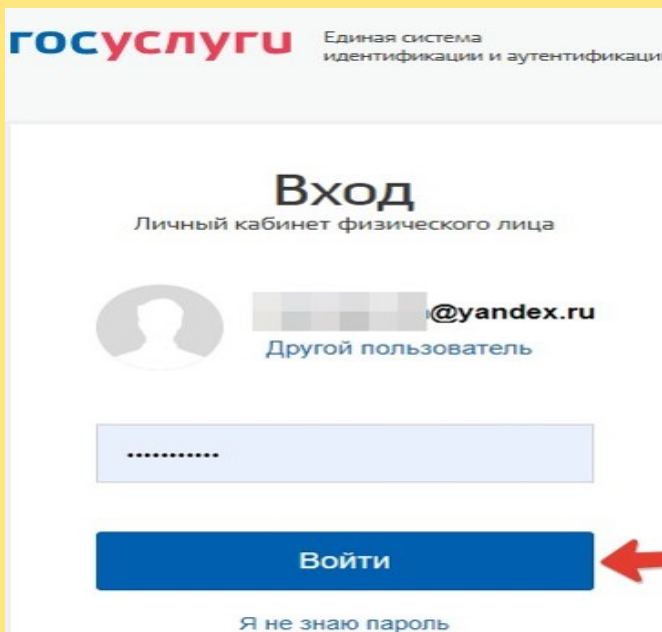 госуслуги
Единая система
идентификации и аутентификаци
Вход
Личный кабинет физического лица
@yandex.ru
Другой пользователь
•••••••••••
Войти
Я не знаю пароль